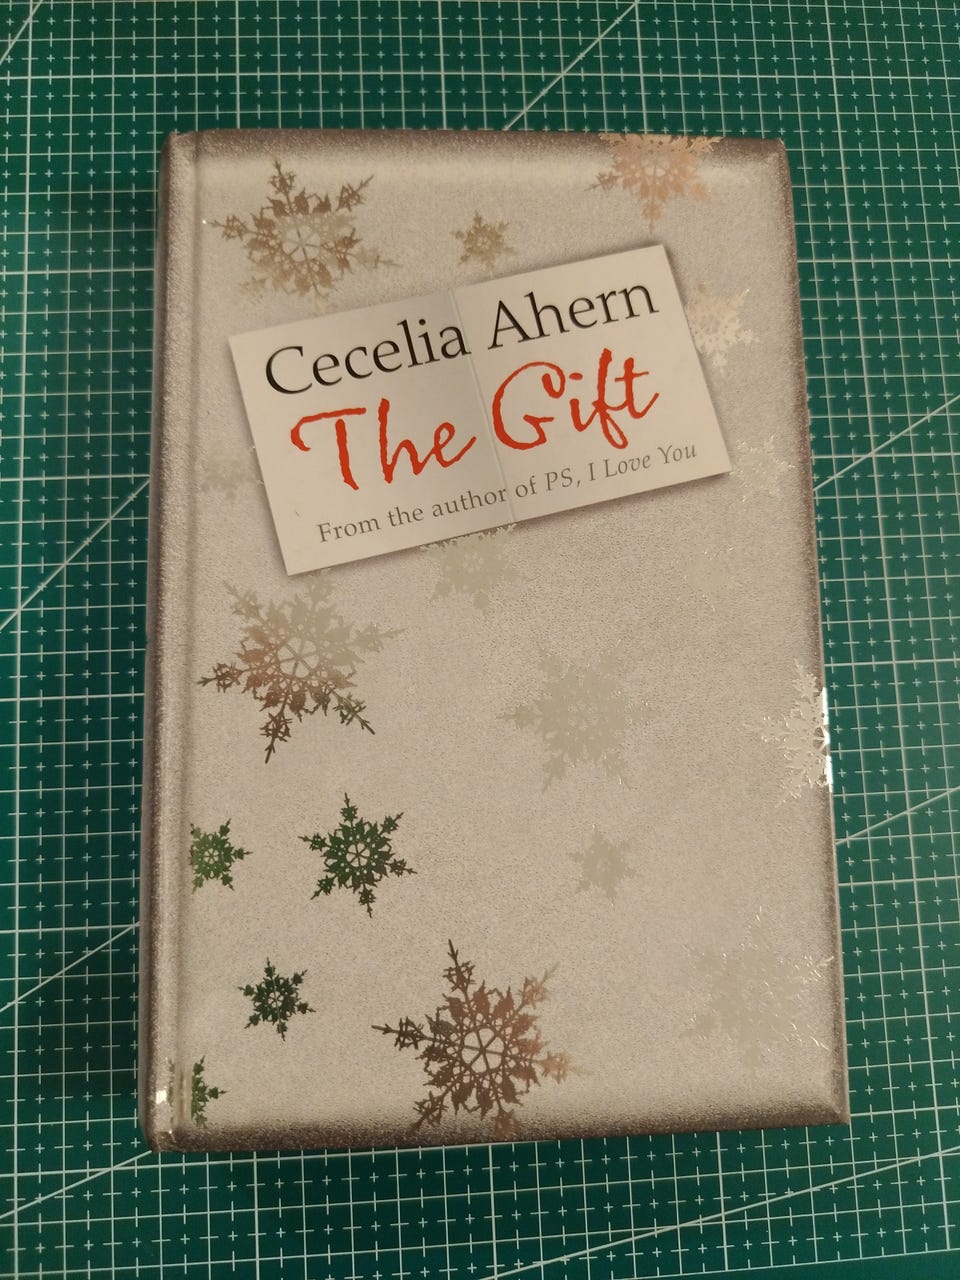 Cecelia Ahern
The Gift
From the author of PS, I Love You